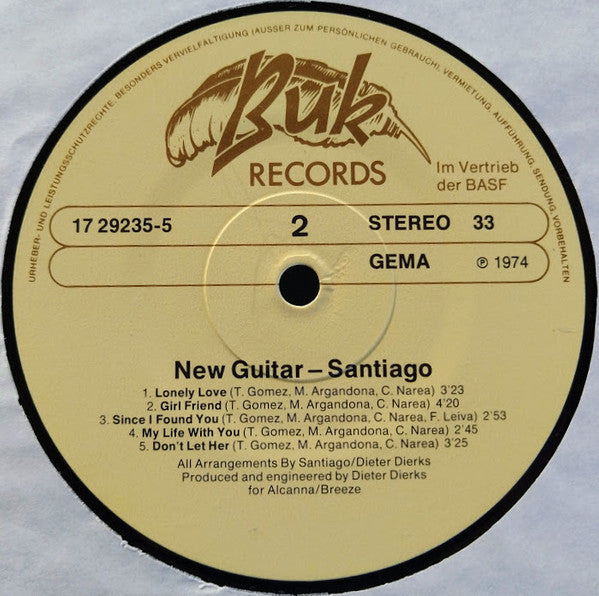 URHEBER- UND LEISTUNGSSCHUTZRECHTE, BESONDERS VERVIELFÄLTIGUNG (AUSSER ZUM PERSÖNLICHEN GEBRAUCH), VERMIETUNG, AUFFÜHRUNG, SENDUNG, VORBEHALTEN
Buk
RECORDS
Im Vertrieb
der BASF
17 29235-5 2 STEREO 33
GEMA ℗ 1974
New Guitar – Santiago
1. Lonely Love (T. Gomez, M. Argandona, C. Narea) 3'23
2. Girl Friend (T. Gomez, M. Argandona, C. Narea) 4'20
3. Since I Found You (T. Gomez, M. Argandona, C. Narea, F. Leiva) 2'53
4. My Life With You (T. Gomez, M. Argandona, C. Narea) 2'45
5. Don't Let Her (T. Gomez, M. Argandona, C. Narea) 3'25
All Arrangements By Santiago/Dieter Dierks
Produced and engineered by Dieter Dierks
for Alcanna/Breeze